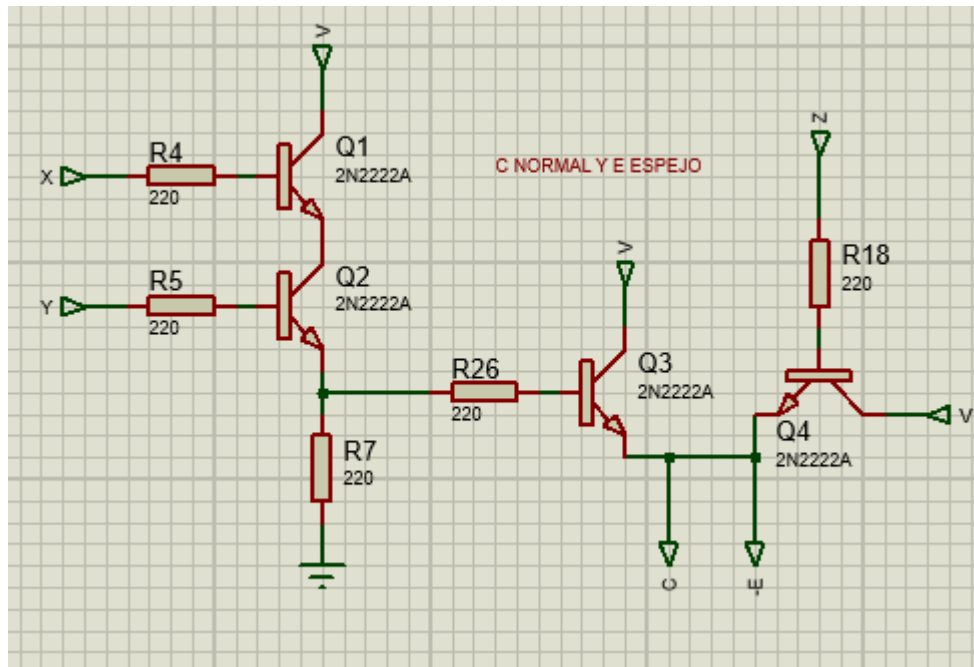 V
R4
X
220
Q1
2N2222A
C NORMAL Y E ESPEJO
Z
R5
Y
220
Q2
2N2222A
V
R18
220
R26
220
Q3
2N2222A
V
Q4
2N2222A
R7
220
C
-E